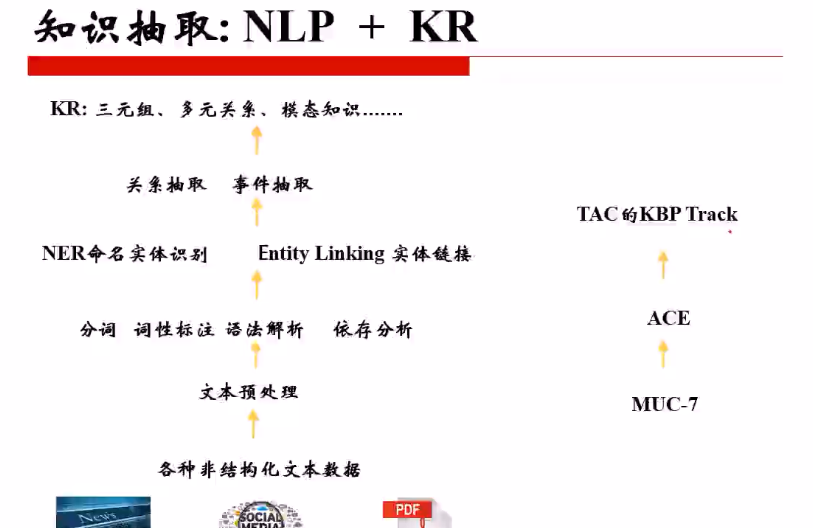 知识抽取: NLP + KR
KR: 三元组、多元关系、模态知识.......
关系抽取 事件抽取
TAC的KBP Track
NER命名实体识别 Entity Linking 实体链接
ACE
分词 词性标注 语法解析 依存分析
文本预处理
MUC-7
各种非结构化文本数据
News
SOCIAL
MEDIA
PDF